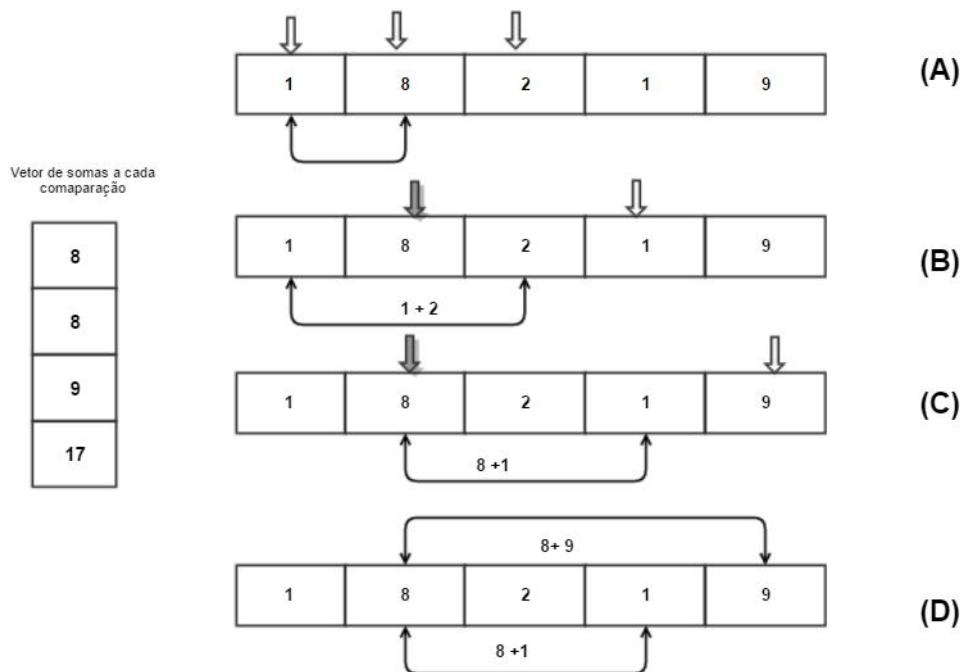 1 8 2 1 9
(A)
Vetor de somas a cada
comaparação
8
8
9
17
1 8 2 1 9
(B)
1 + 2
1 8 2 1 9
(C)
8 +1
8+ 9
1 8 2 1 9
(D)
8 +1